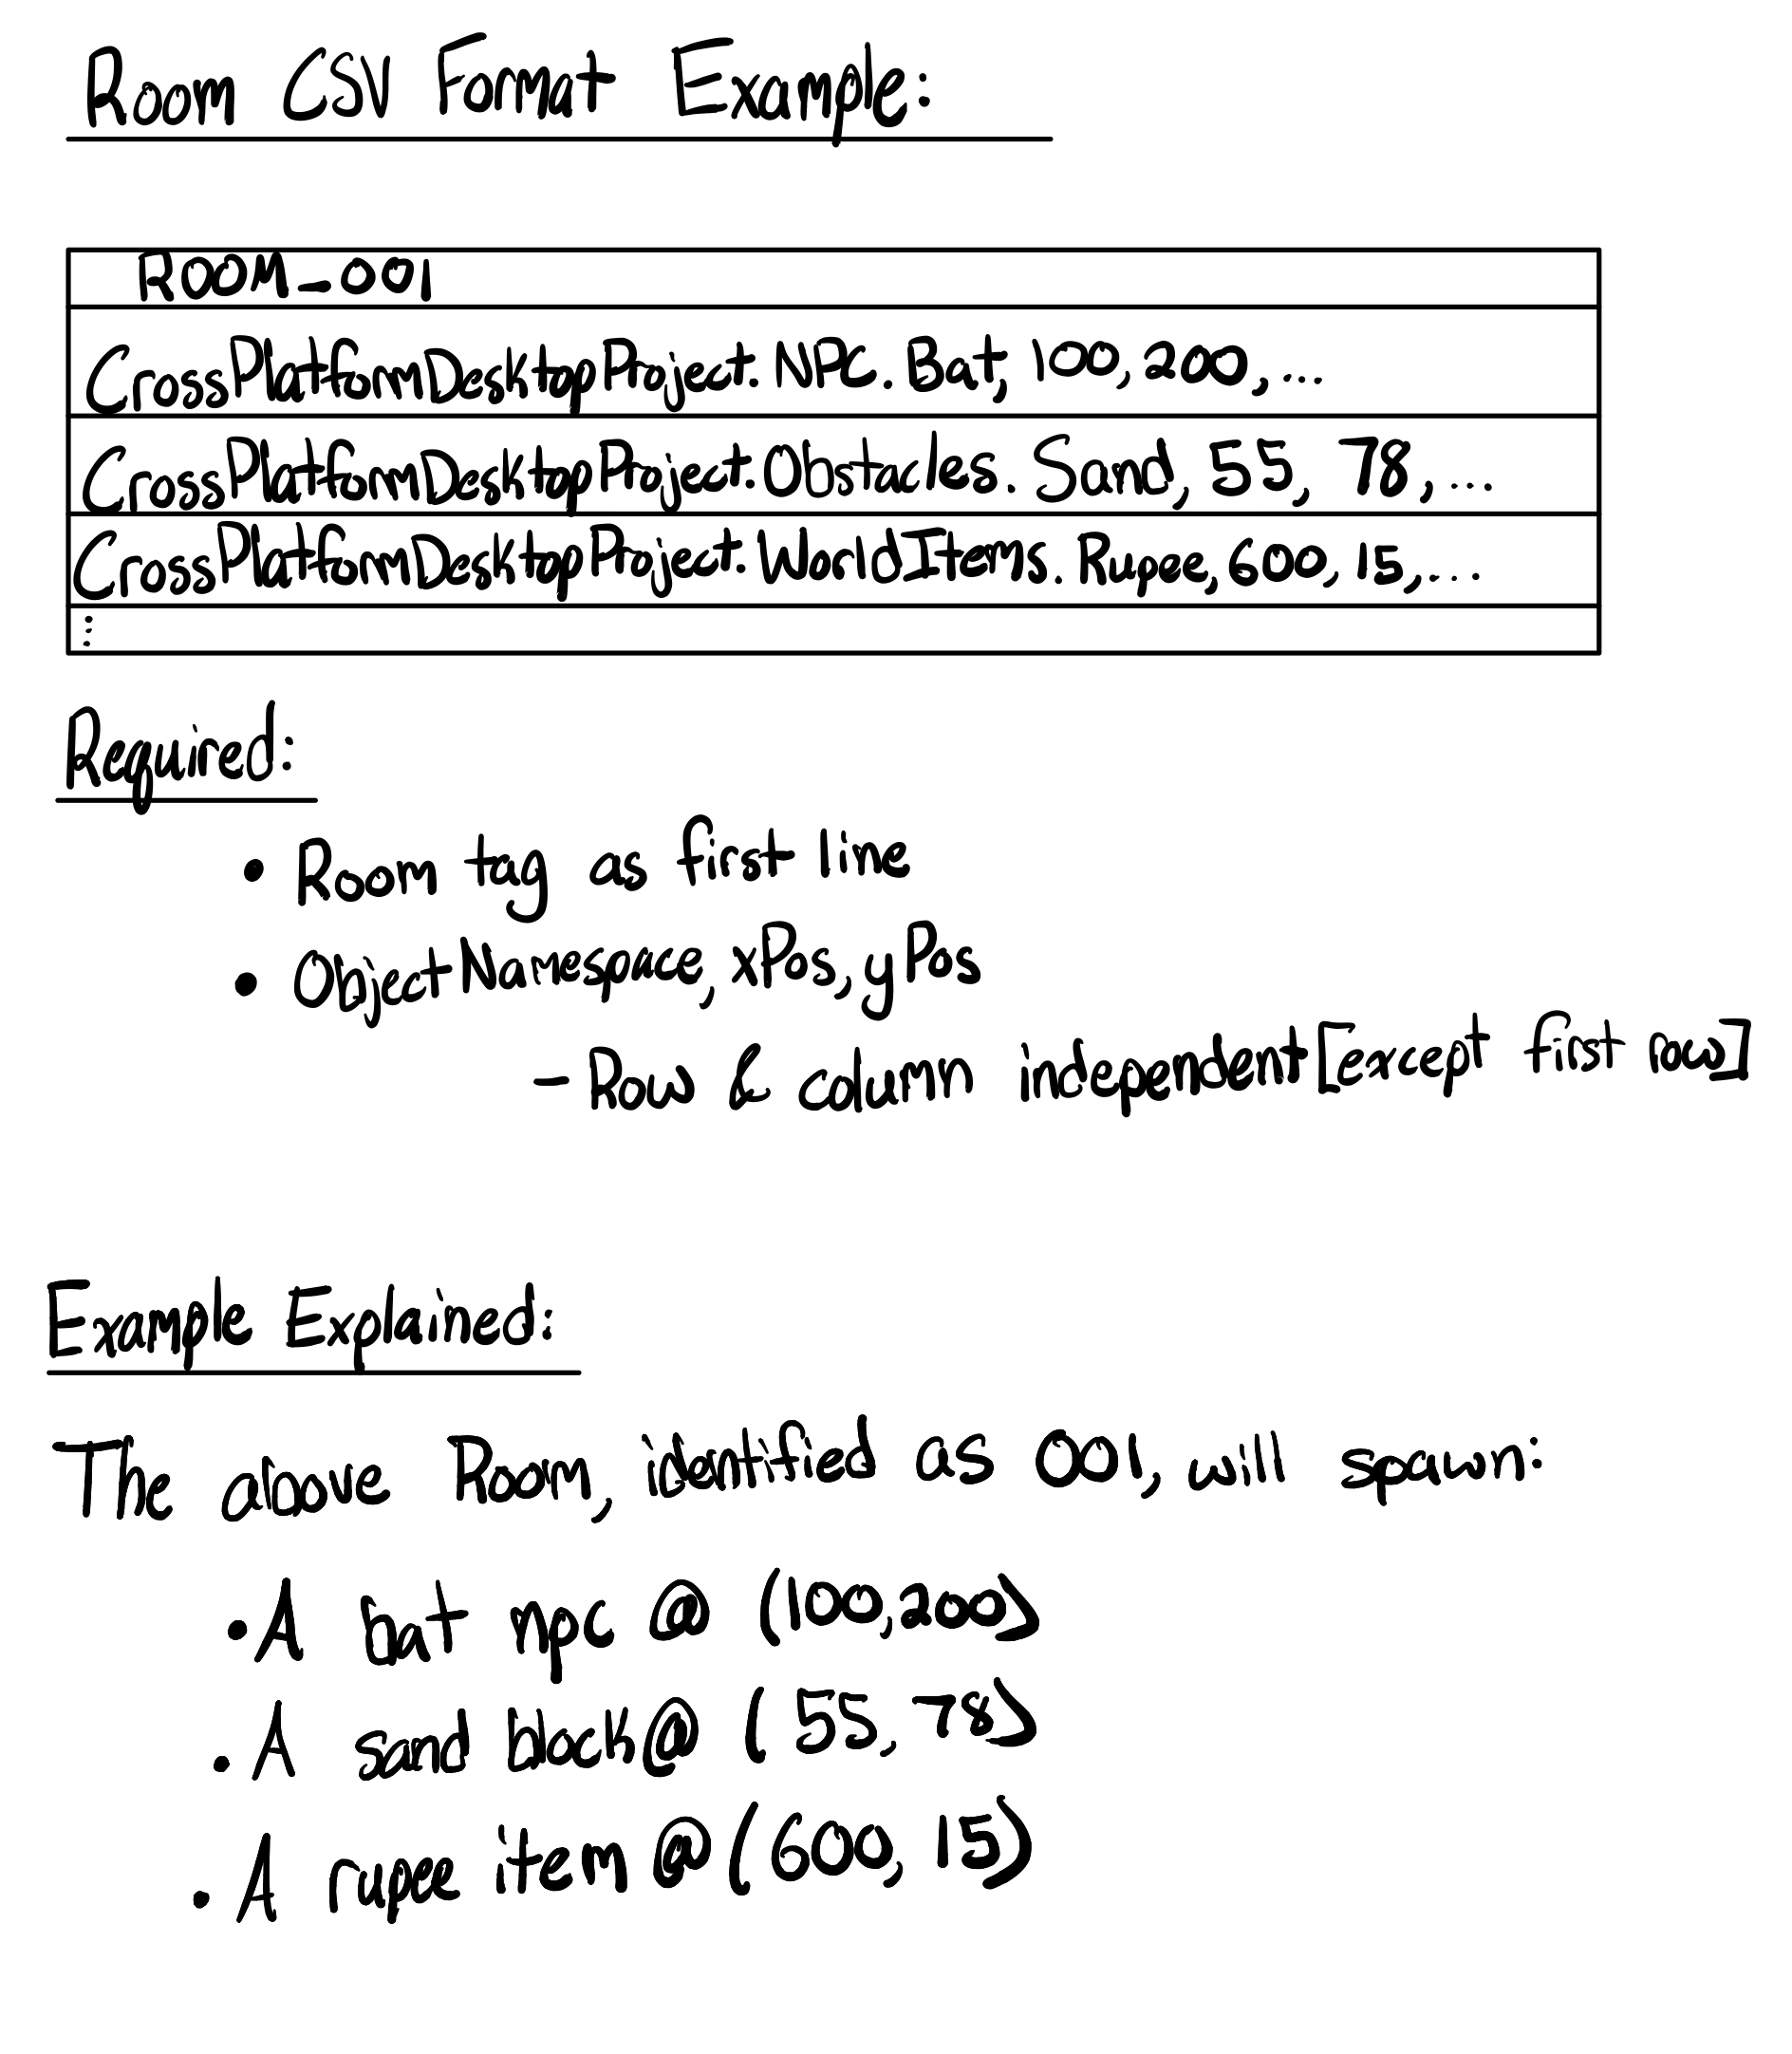 Room CSV Format Example:
ROOM_001
CrossPlatformDesktopProject.NPC.Bat, 100, 200, ...
CrossPlatformDesktopProject.Obstacles.Sand, 55, 78, ...
CrossPlatformDesktopProject.WorldItems.Rupee, 600, 15, ...
⋮
Required:
• Room tag as first line
• ObjectNamespace, xPos, yPos
- Row & column independent [except first row]
Example Explained:
The above Room, identified as 001, will spawn:
• A bat npc @ (100,200)
• A sand block @ (55, 78)
• A rupee item @ (600, 15)